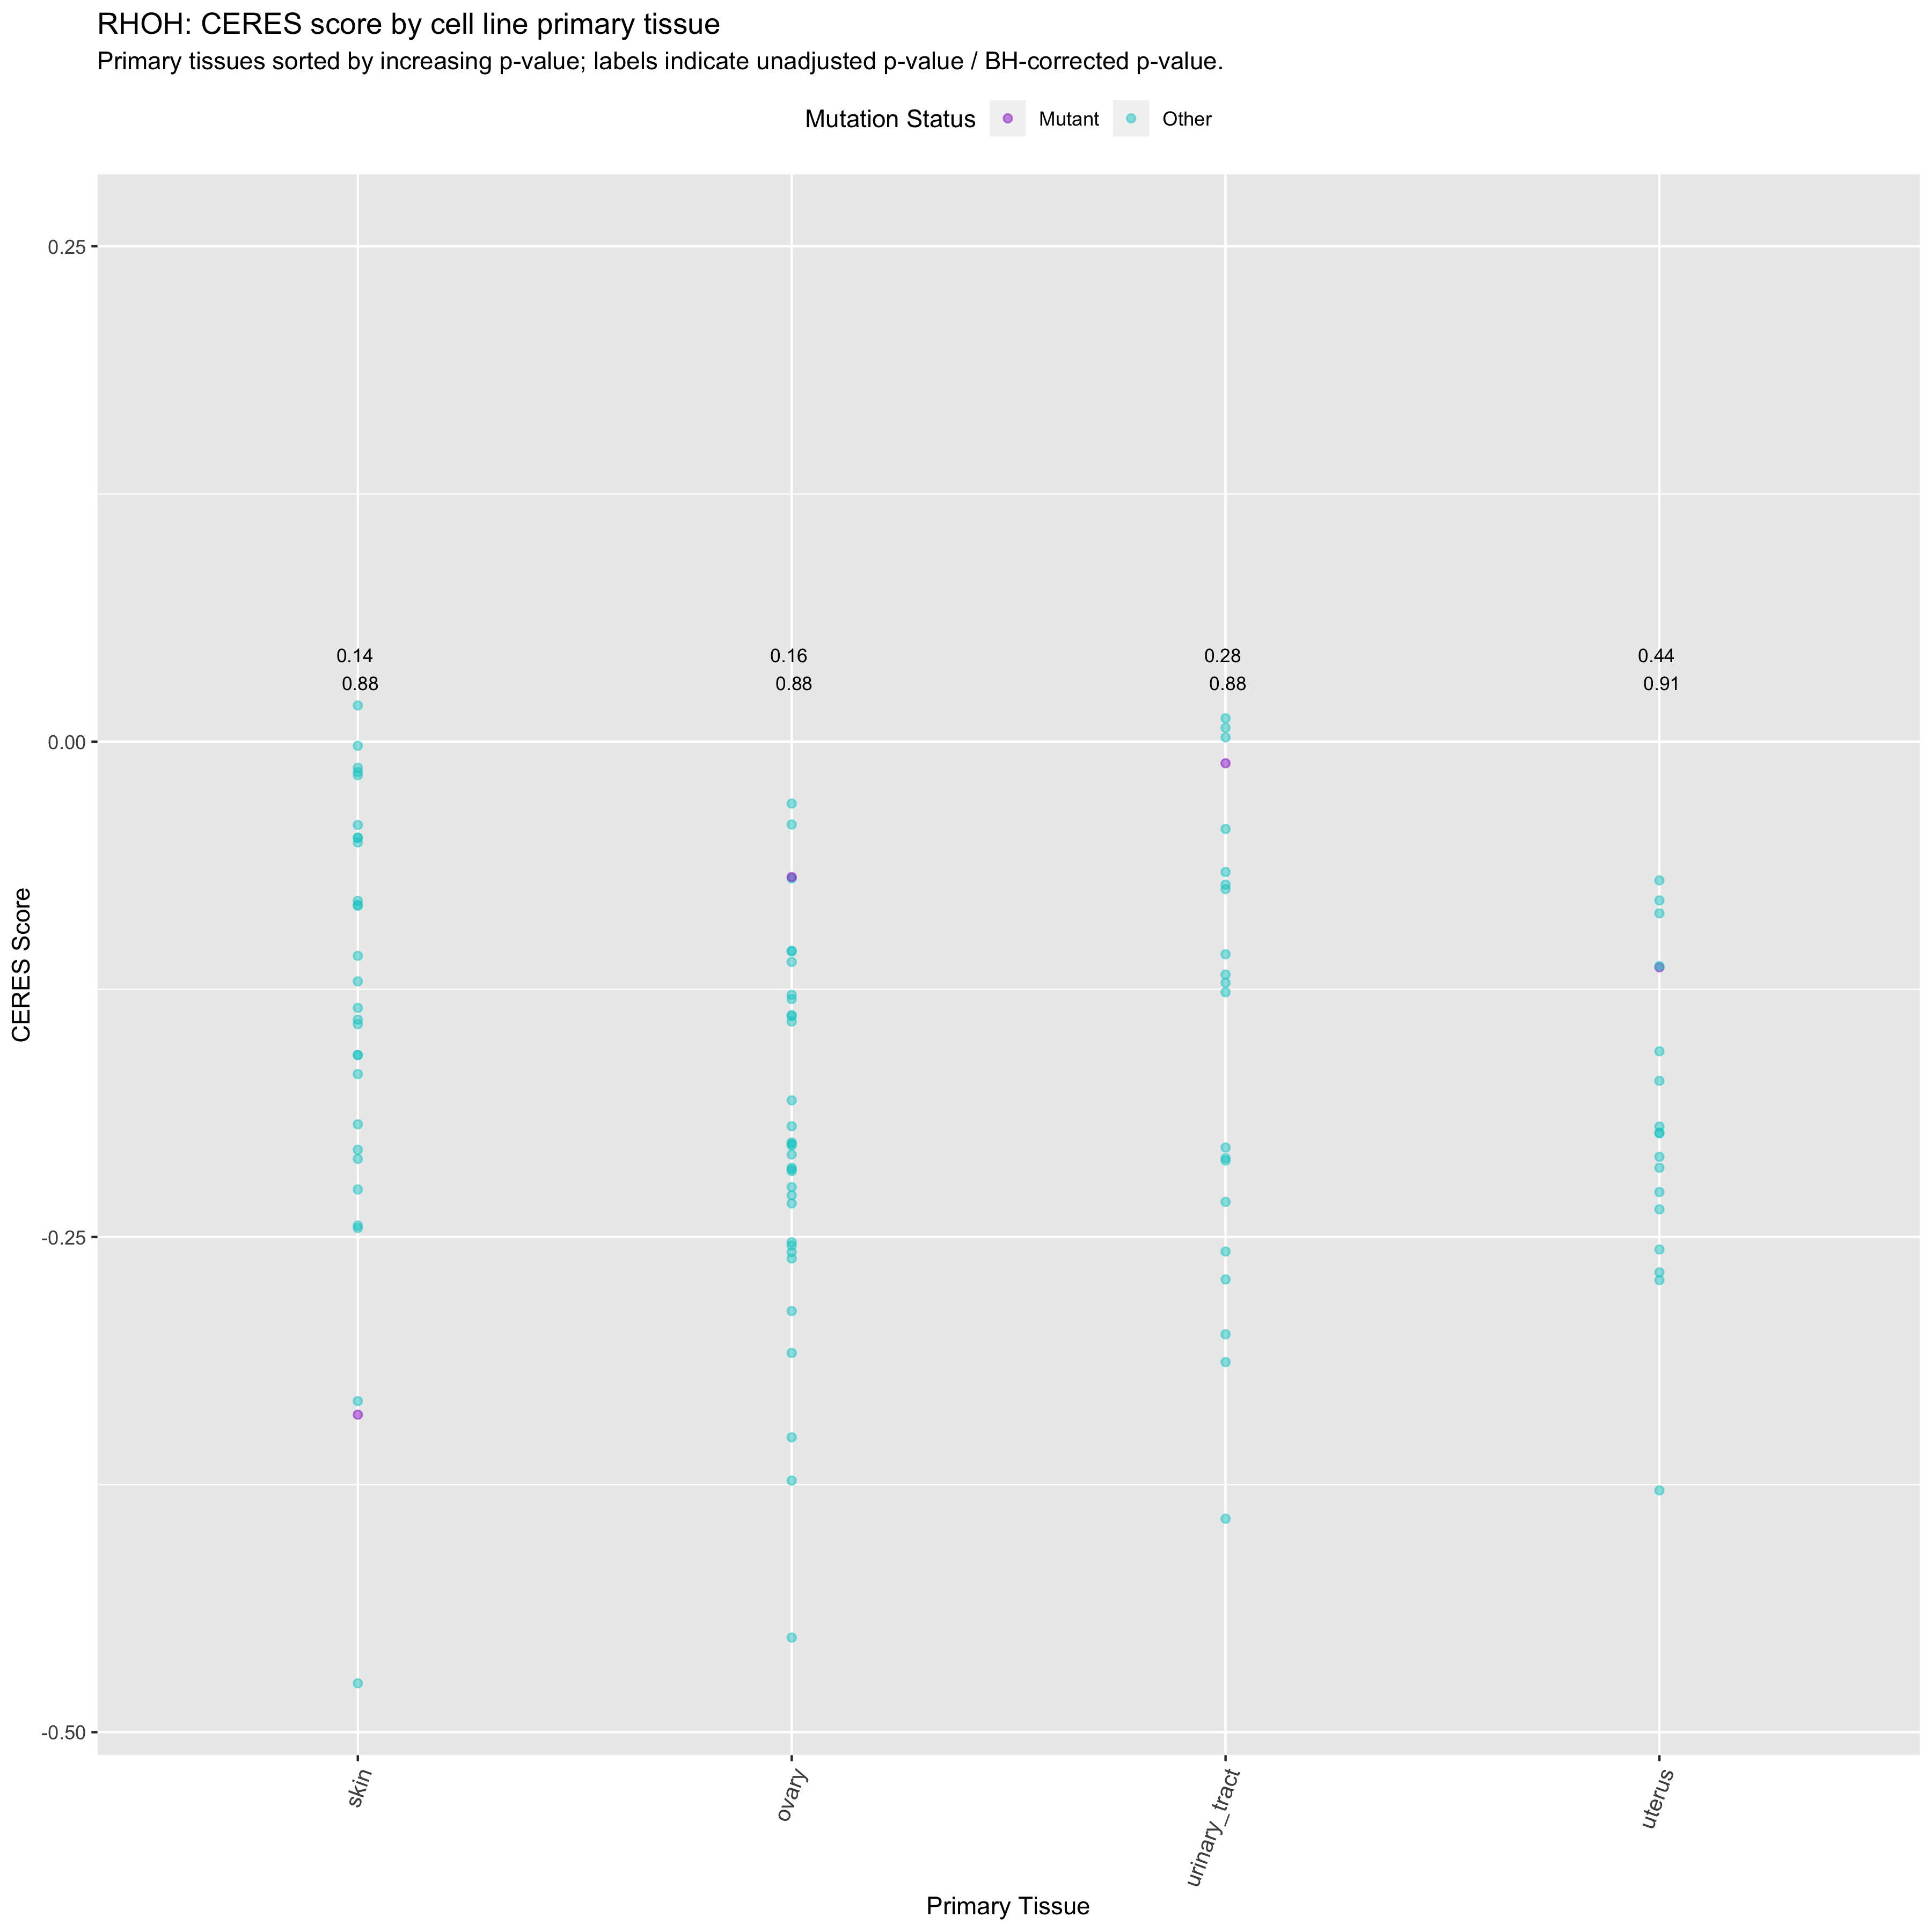 RHOH: CERES score by cell line primary tissue
Primary tissues sorted by increasing p-value; labels indicate unadjusted p-value / BH-corrected p-value.
Mutation Status Mutant Other
0.25
0.14 0.16 0.28 0.44
0.88 0.88 0.88 0.91
0.00
CERES Score
-0.25
-0.50
skin ovary urinary_tract uterus
Primary Tissue